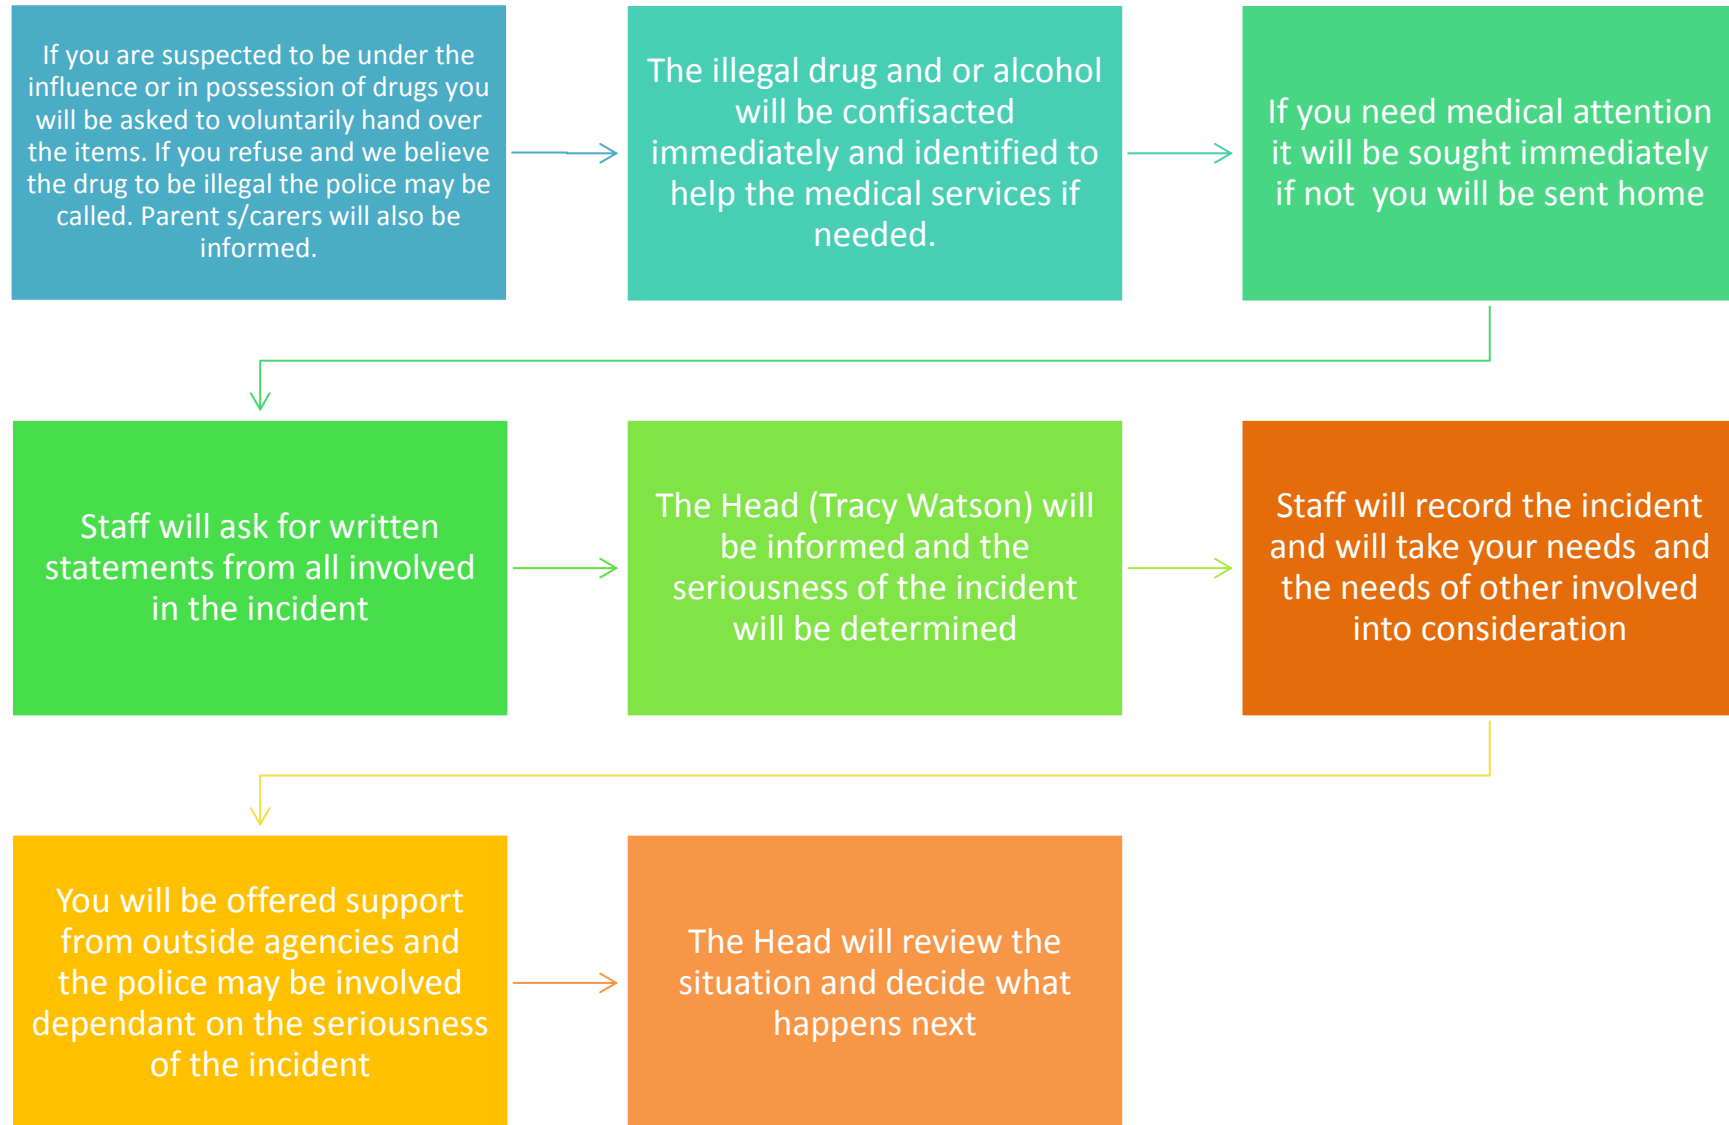 If you are suspected to be under the
influence or in possession of drugs you
will be asked to voluntarily hand over
the items. If you refuse and we believe
the drug to be illegal the police may be
called. Parent s/carers will also be
informed.
The illegal drug and or alcohol
will be confisacted
immediately and identified to
help the medical services if
needed.
If you need medical attention
it will be sought immediately
if not  you will be sent home
Staff will ask for written
statements from all involved
in the incident
The Head (Tracy Watson) will
be informed and the
seriousness of the incident
will be determined
Staff will record the incident
and will take your needs  and
the needs of other involved
into consideration
You will be offered support
from outside agencies and
the police may be involved
dependant on the seriousness
of the incident
The Head will review the
situation and decide what
happens next